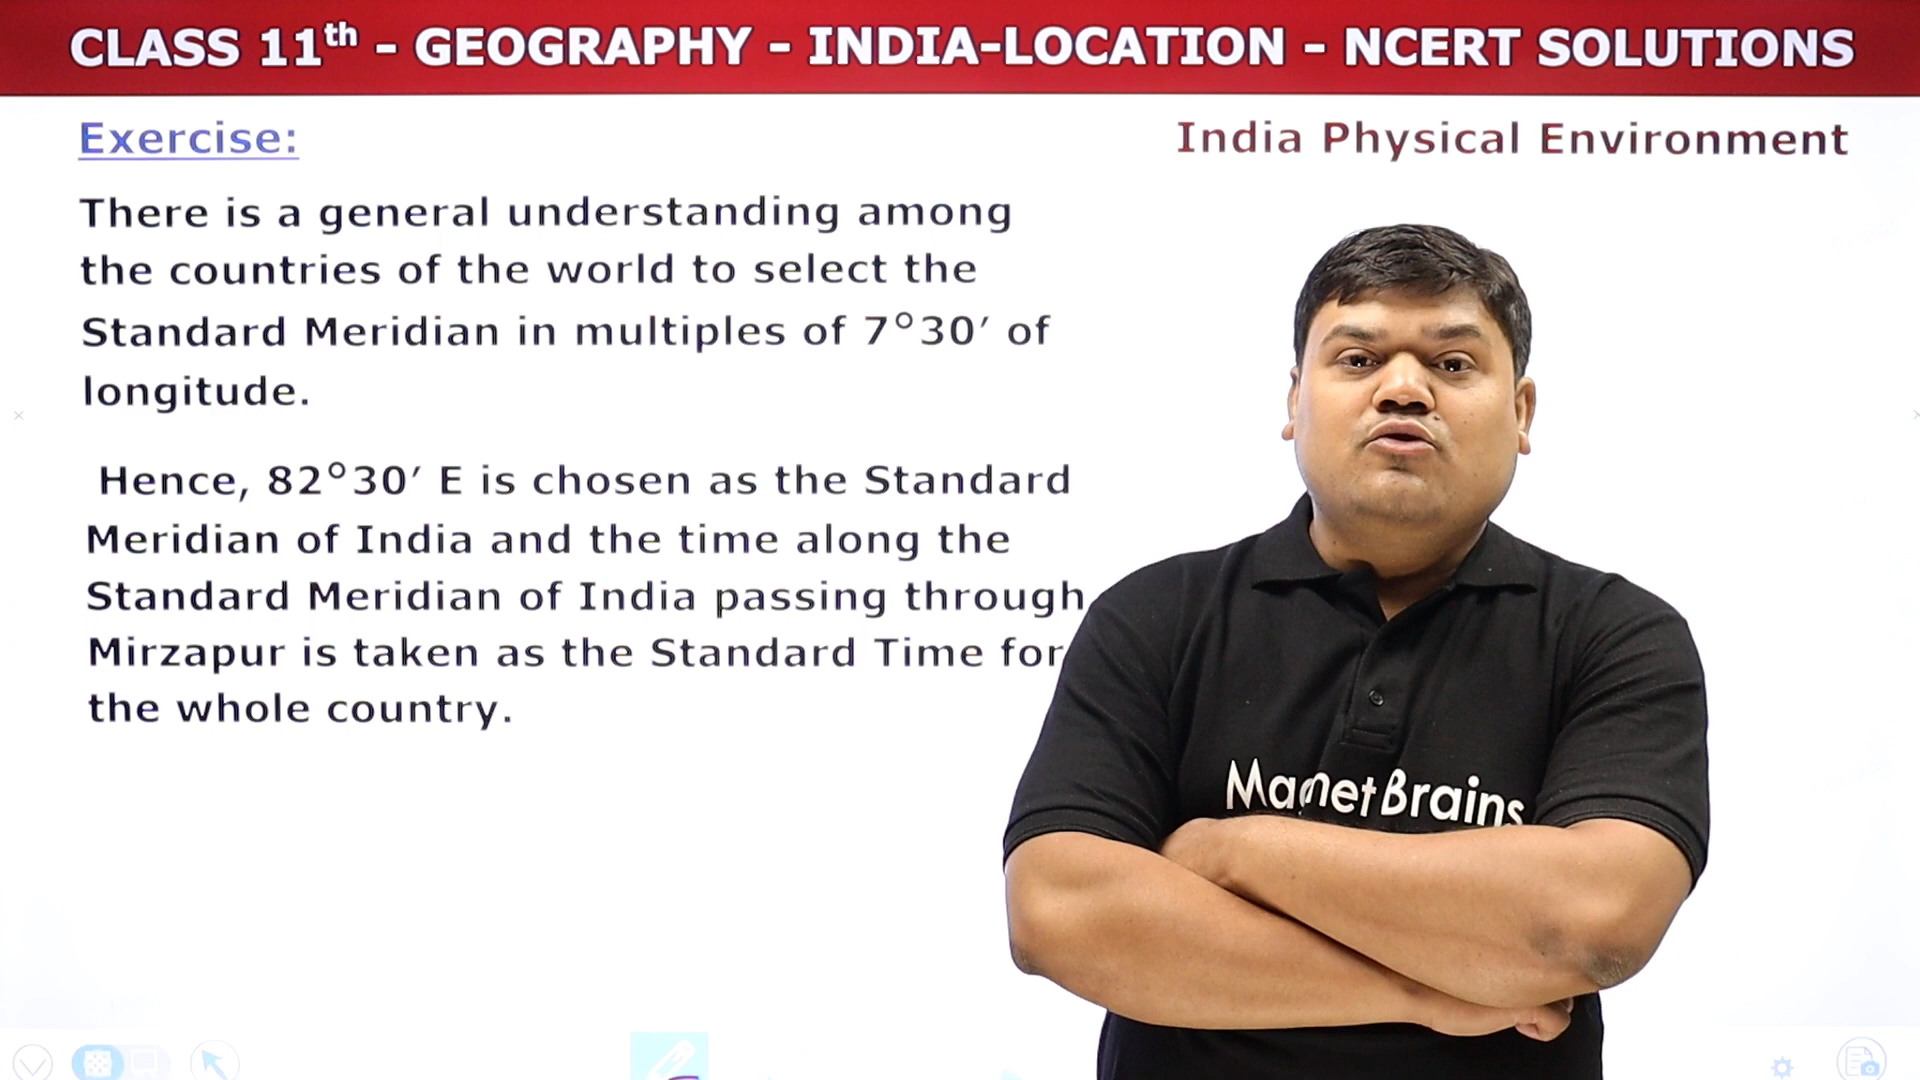 CLASS 11th - GEOGRAPHY - INDIA-LOCATION - NCERT SOLUTIONS
Exercise:
India Physical Environment
There is a general understanding among
the countries of the world to select the
Standard Meridian in multiples of 7°30′ of
longitude.
Hence, 82°30′ E is chosen as the Standard
Meridian of India and the time along the
Standard Meridian of India passing through
Mirzapur is taken as the Standard Time for
the whole country.
Magnet Brains